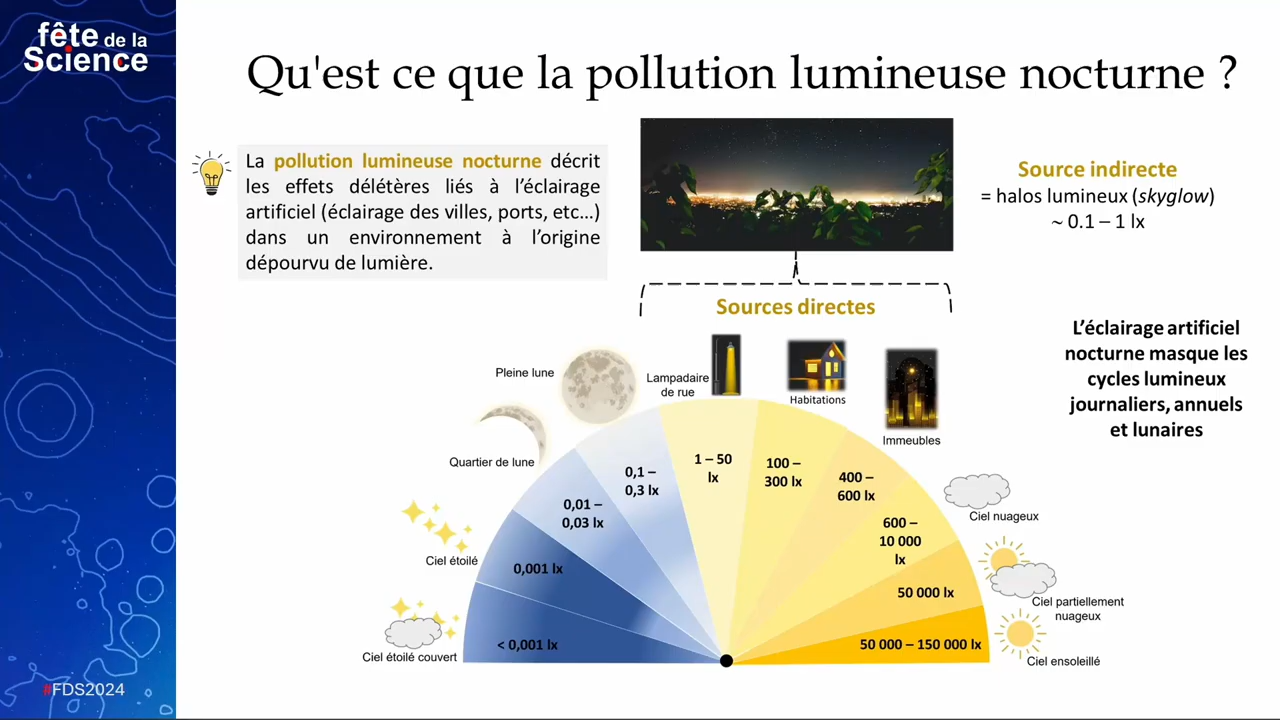 fête de la
Science
Qu'est ce que la pollution lumineuse nocturne ?
La pollution lumineuse nocturne décrit
les effets délétères liés à l’éclairage
artificiel (éclairage des villes, ports, etc…)
dans un environnement à l’origine
dépourvu de lumière.
Source indirecte
= halos lumineux (skyglow)
~ 0.1 – 1 lx
Sources directes
L’éclairage artificiel
nocturne masque les
cycles lumineux
journaliers, annuels
et lunaires
Ciel étoilé couvert
< 0,001 lx
Ciel étoilé
0,001 lx
Quartier de lune
0,01 –
0,03 lx
Pleine lune
0,1 –
0,3 lx
Lampadaire
de rue
1 – 50
lx
Habitations
100 –
300 lx
Immeubles
400 –
600 lx
Ciel nuageux
600 –
10 000
lx
Ciel partiellement
nuageux
50 000 lx
Ciel ensoleillé
50 000 – 150 000 lx
#FDS2024